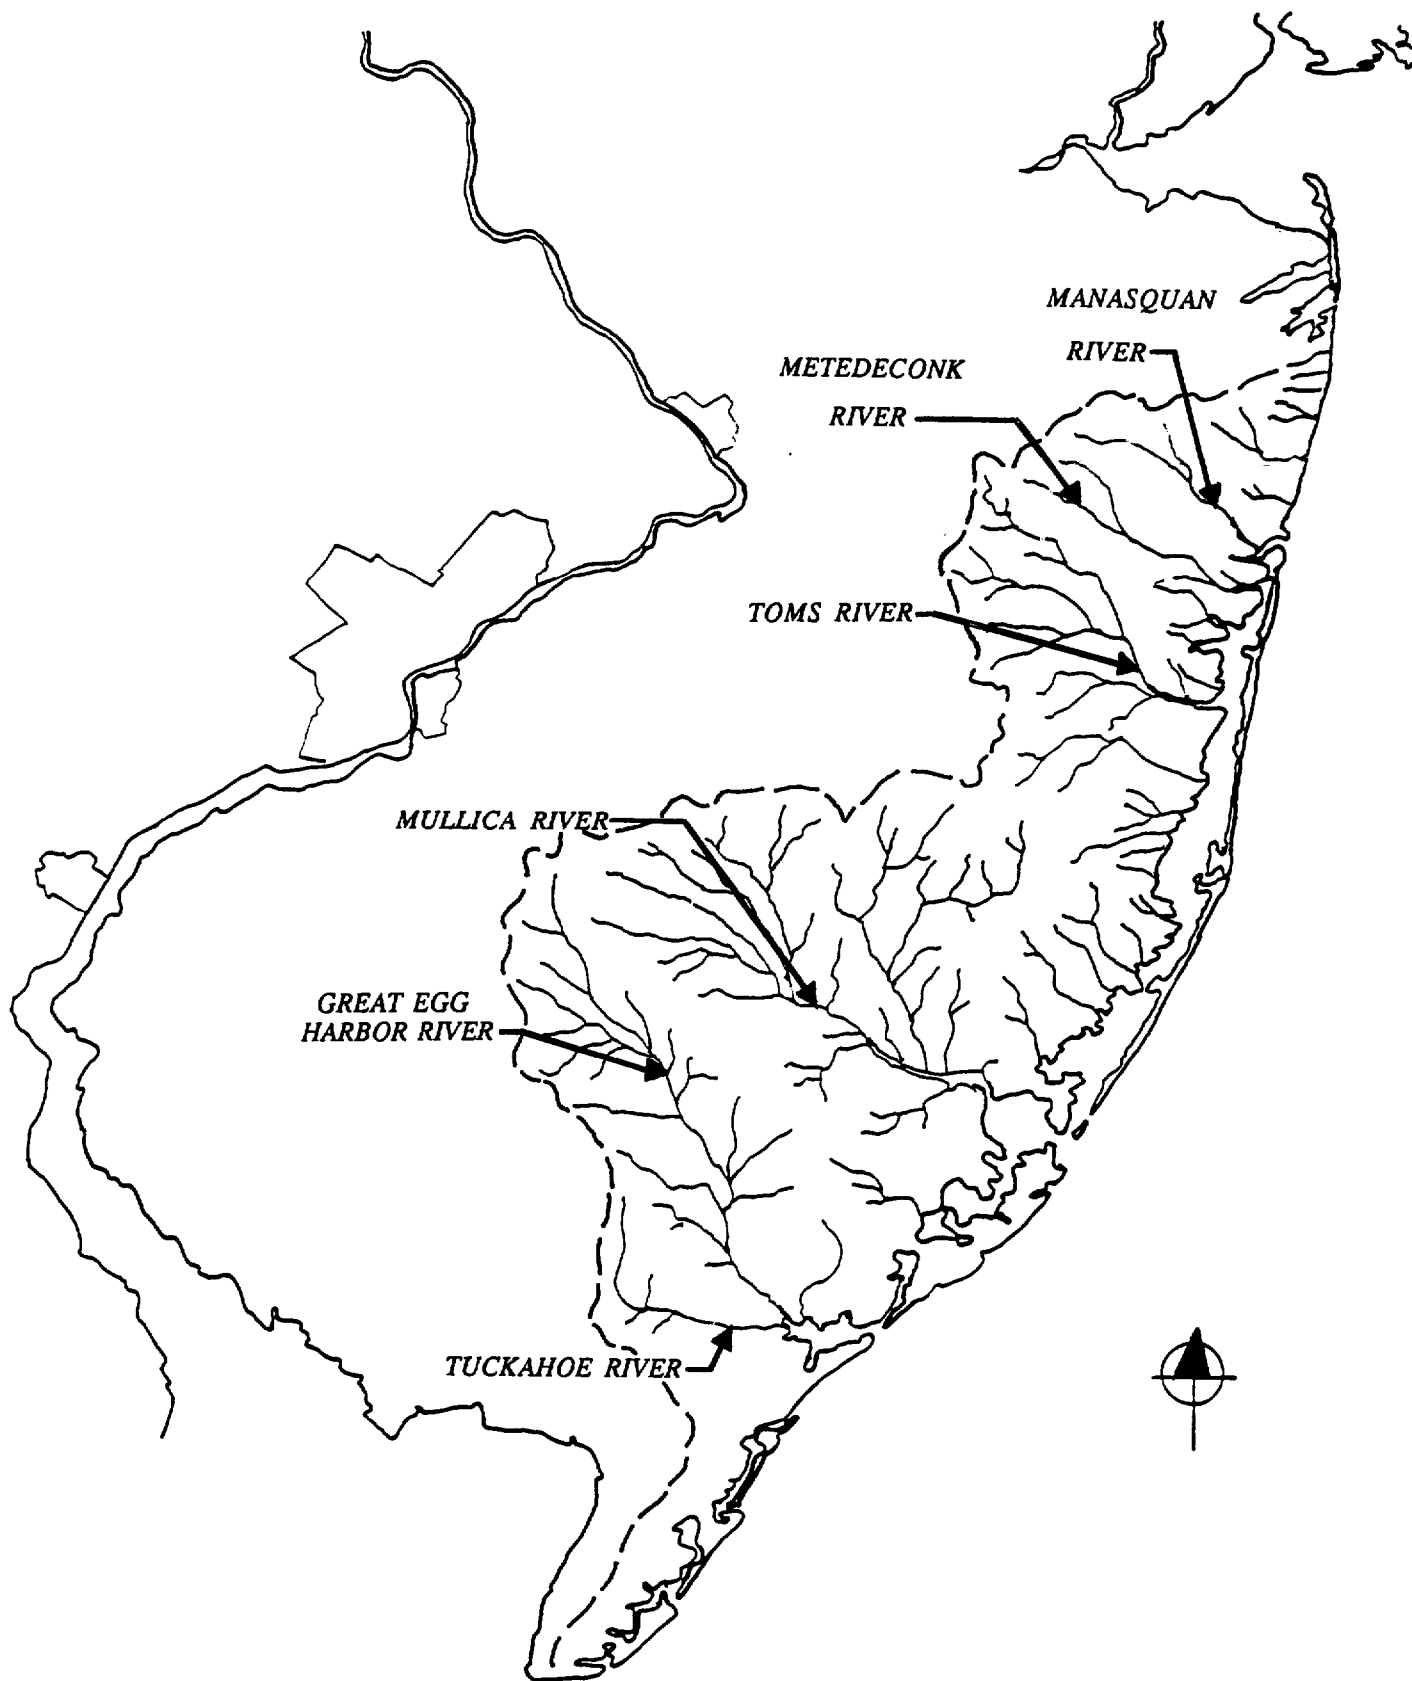 MANASQUAN
RIVER
METEDECONK
RIVER
TOMS RIVER
MULLICA RIVER
GREAT EGG
HARBOR RIVER
TUCKAHOE RIVER